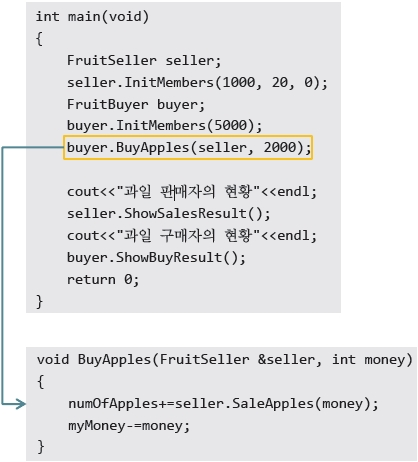 int main(void)
{
    FruitSeller seller;
    seller.InitMembers(1000, 20, 0);
    FruitBuyer buyer;
    buyer.InitMembers(5000);
    buyer.BuyApples(seller, 2000);
    cout<<"과일 판매자의 현황"<<endl;
    seller.ShowSalesResult();
    cout<<"과일 구매자의 현황"<<endl;
    buyer.ShowBuyResult();
    return 0;
}
void BuyApples(FruitSeller &seller, int money)
{
    numOfApples+=seller.SaleApples(money);
    myMoney-=money;
}